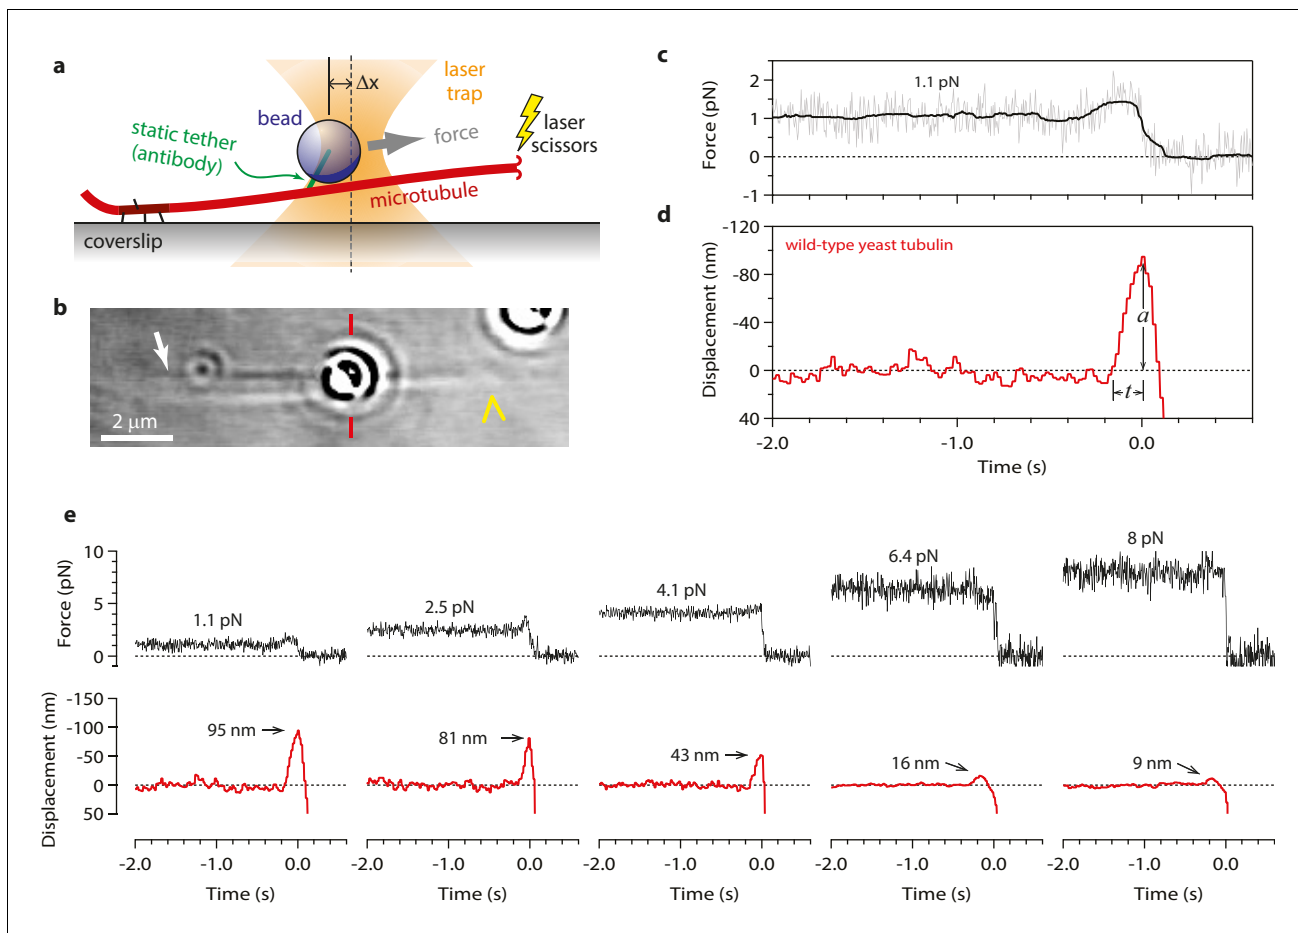 a
Δx
laser
trap
bead
static tether
(antibody)
force
laser
scissors
microtubule
coverslip
b
2 μm
c
Force (pN)
2
1
0
-1
1.1 pN
d
Displacement (nm)
-120
-80
-40
0
40
wild-type yeast tubulin
a
t
-2.0
-1.0
0.0
Time (s)
e
Force (pN)
10
5
0
1.1 pN
2.5 pN
4.1 pN
6.4 pN
8 pN
Displacement (nm)
-150
-100
-50
0
50
95 nm
81 nm
43 nm
16 nm
9 nm
-2.0 -1.0 0.0
-2.0 -1.0 0.0
-2.0 -1.0 0.0
-2.0 -1.0 0.0
-2.0 -1.0 0.0
Time (s)
Time (s)
Time (s)
Time (s)
Time (s)